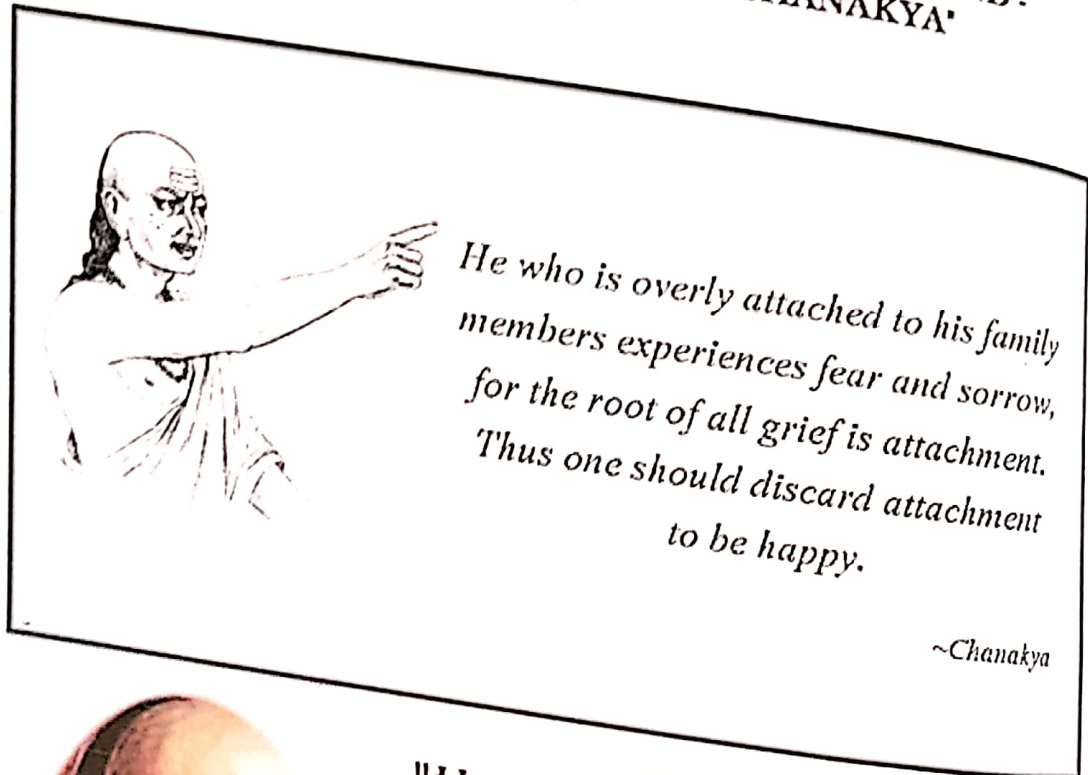 CHANAKYA"
He who is overly attached to his family
members experiences fear and sorrow,
for the root of all grief is attachment.
Thus one should discard attachment
to be happy.
~Chanakya